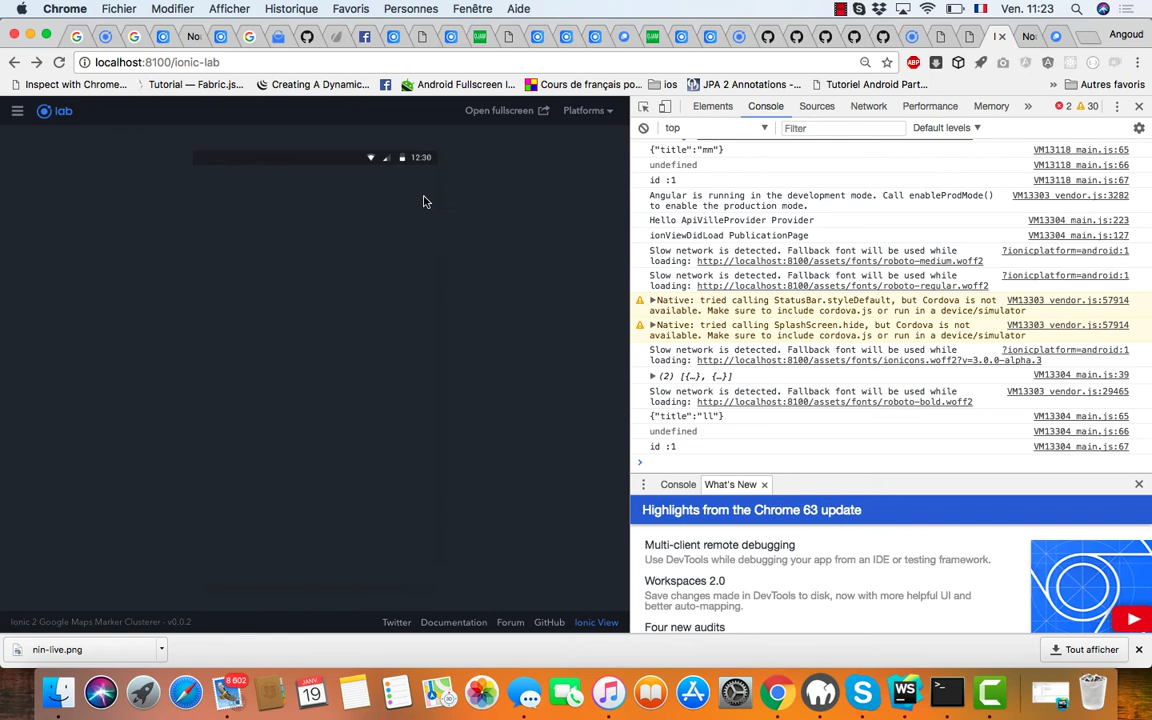 Chrome Fichier Modifier Afficher Historique Favoris Personnes Fenêtre Aide Ven. 11:23
No No Angoud
localhost:8100/ionic-lab
Inspect with Chrome... Tutorial — Fabric.js... Creating A Dynamic... Android Fullscreen I... Cours de français po... ios JPA 2 Annotations -... Tutoriel Android Part... » Autres favoris
lab Open fullscreen Platforms
Elements Console Sources Network Performance Memory » 2 30
top Filter Default levels
12:30
{"title":"mm"} VM13118 main.js:65
undefined VM13118 main.js:66
id :1 VM13118 main.js:67
Angular is running in the development mode. Call enableProdMode() VM13303 vendor.js:3282
to enable the production mode.
Hello ApiVilleProvider Provider VM13304 main.js:223
ionViewDidLoad PublicationPage VM13304 main.js:127
Slow network is detected. Fallback font will be used while ?ionicplatform=android:1
loading: http://localhost:8100/assets/fonts/roboto-medium.woff2
Slow network is detected. Fallback font will be used while ?ionicplatform=android:1
loading: http://localhost:8100/assets/fonts/roboto-regular.woff2
Native: tried calling StatusBar.styleDefault, but Cordova is not VM13303 vendor.js:57914
available. Make sure to include cordova.js or run in a device/simulator
Native: tried calling SplashScreen.hide, but Cordova is not VM13303 vendor.js:57914
available. Make sure to include cordova.js or run in a device/simulator
Slow network is detected. Fallback font will be used while ?ionicplatform=android:1
loading: http://localhost:8100/assets/fonts/ionicons.woff2?v=3.0.0-alpha.3
(2) [{…}, {…}] VM13304 main.js:39
Slow network is detected. Fallback font will be used while VM13303 vendor.js:29465
loading: http://localhost:8100/assets/fonts/roboto-bold.woff2
{"title":"ll"} VM13304 main.js:65
undefined VM13304 main.js:66
id :1 VM13304 main.js:67
Console What's New
Highlights from the Chrome 63 update
Multi-client remote debugging
Use DevTools while debugging your app from an IDE or testing framework.
Workspaces 2.0
Save changes made in DevTools to disk, now with more helpful UI and
better auto-mapping.
Four new audits
Ionic 2 Google Maps Marker Clusterer - v0.0.2 Twitter Documentation Forum GitHub Ionic View
nin-live.png Tout afficher
8 602
JANV.
19
WS